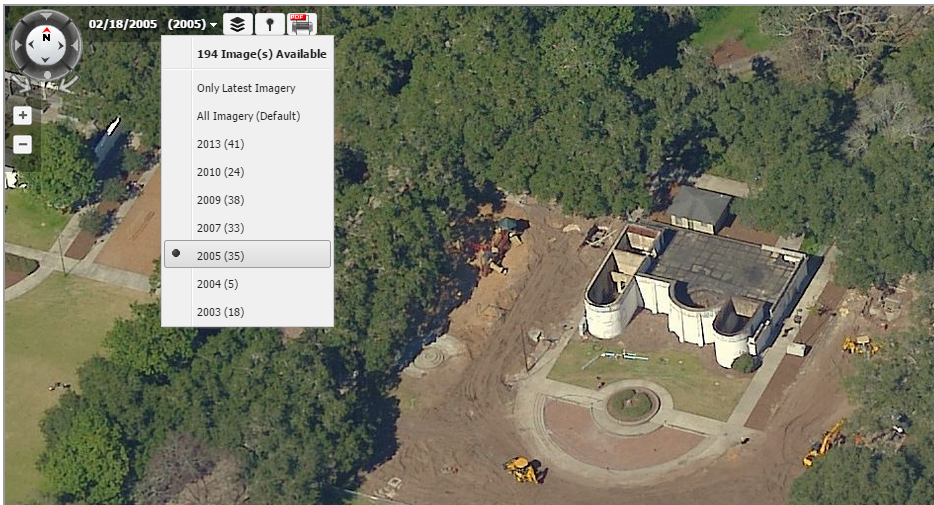 N
02/18/2005 (2005)
PDF
194 Image(s) Available
Only Latest Imagery
All Imagery (Default)
2013 (41)
2010 (24)
2009 (38)
2007 (33)
2005 (35)
2004 (5)
2003 (18)